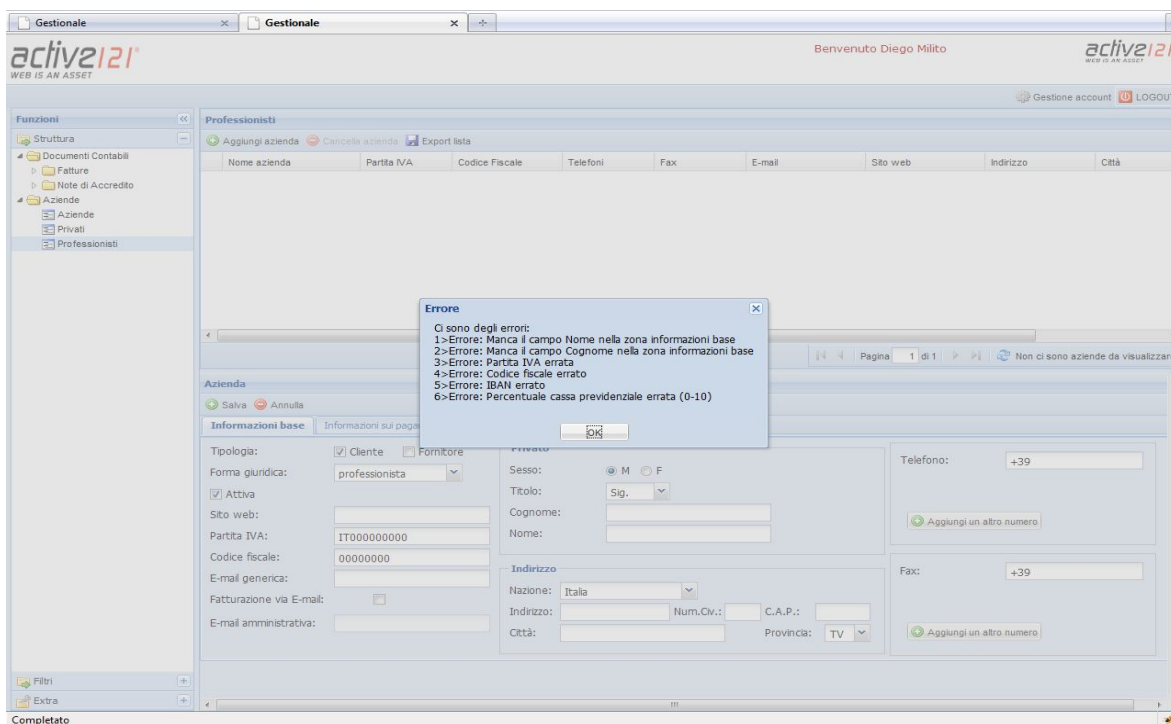 Gestionale
Gestionale
active121
WEB IS AN ASSET
Benvenuto Diego Milito
active121
WEB IS AN ASSET
Gestione account LOGOU
Funzioni
Professionisti
Struttura
Aggiungi azienda Cancella azienda Export lista
Nome azienda Partita IVA Codice Fiscale Telefoni Fax E-mail Sito web Indirizzo Città
Documenti Contabili
Fatture
Note di Accredito
Aziende
Aziende
Privati
Professionisti
Errore
Ci sono degli errori:
1>Errore: Manca il campo Nome nella zona informazioni base
2>Errore: Manca il campo Cognome nella zona informazioni base
3>Errore: Partita IVA errata
4>Errore: Codice fiscale errato
5>Errore: IBAN errato
6>Errore: Percentuale cassa previdenziale errata (0-10)
OK
Pagina 1 di 1 Non ci sono aziende da visualizzar
Azienda
Salva Annulla
Informazioni base Informazioni sui paga
Tipologia: Cliente Fornitore
Forma giuridica: professionista
Attiva
Sito web:
Partita IVA: IT000000000
Codice fiscale: 00000000
E-mail generica:
Fatturazione via E-mail:
E-mail amministrativa:
Privato
Sesso: M F
Titolo: Sig.
Cognome:
Nome:
Indirizzo
Nazione: Italia
Indirizzo: Num.Civ.: C.A.P.:
Città: Provincia: TV
Telefono: +39
Aggiungi un altro numero
Fax: +39
Aggiungi un altro numero
Filtri
Extra
Completato